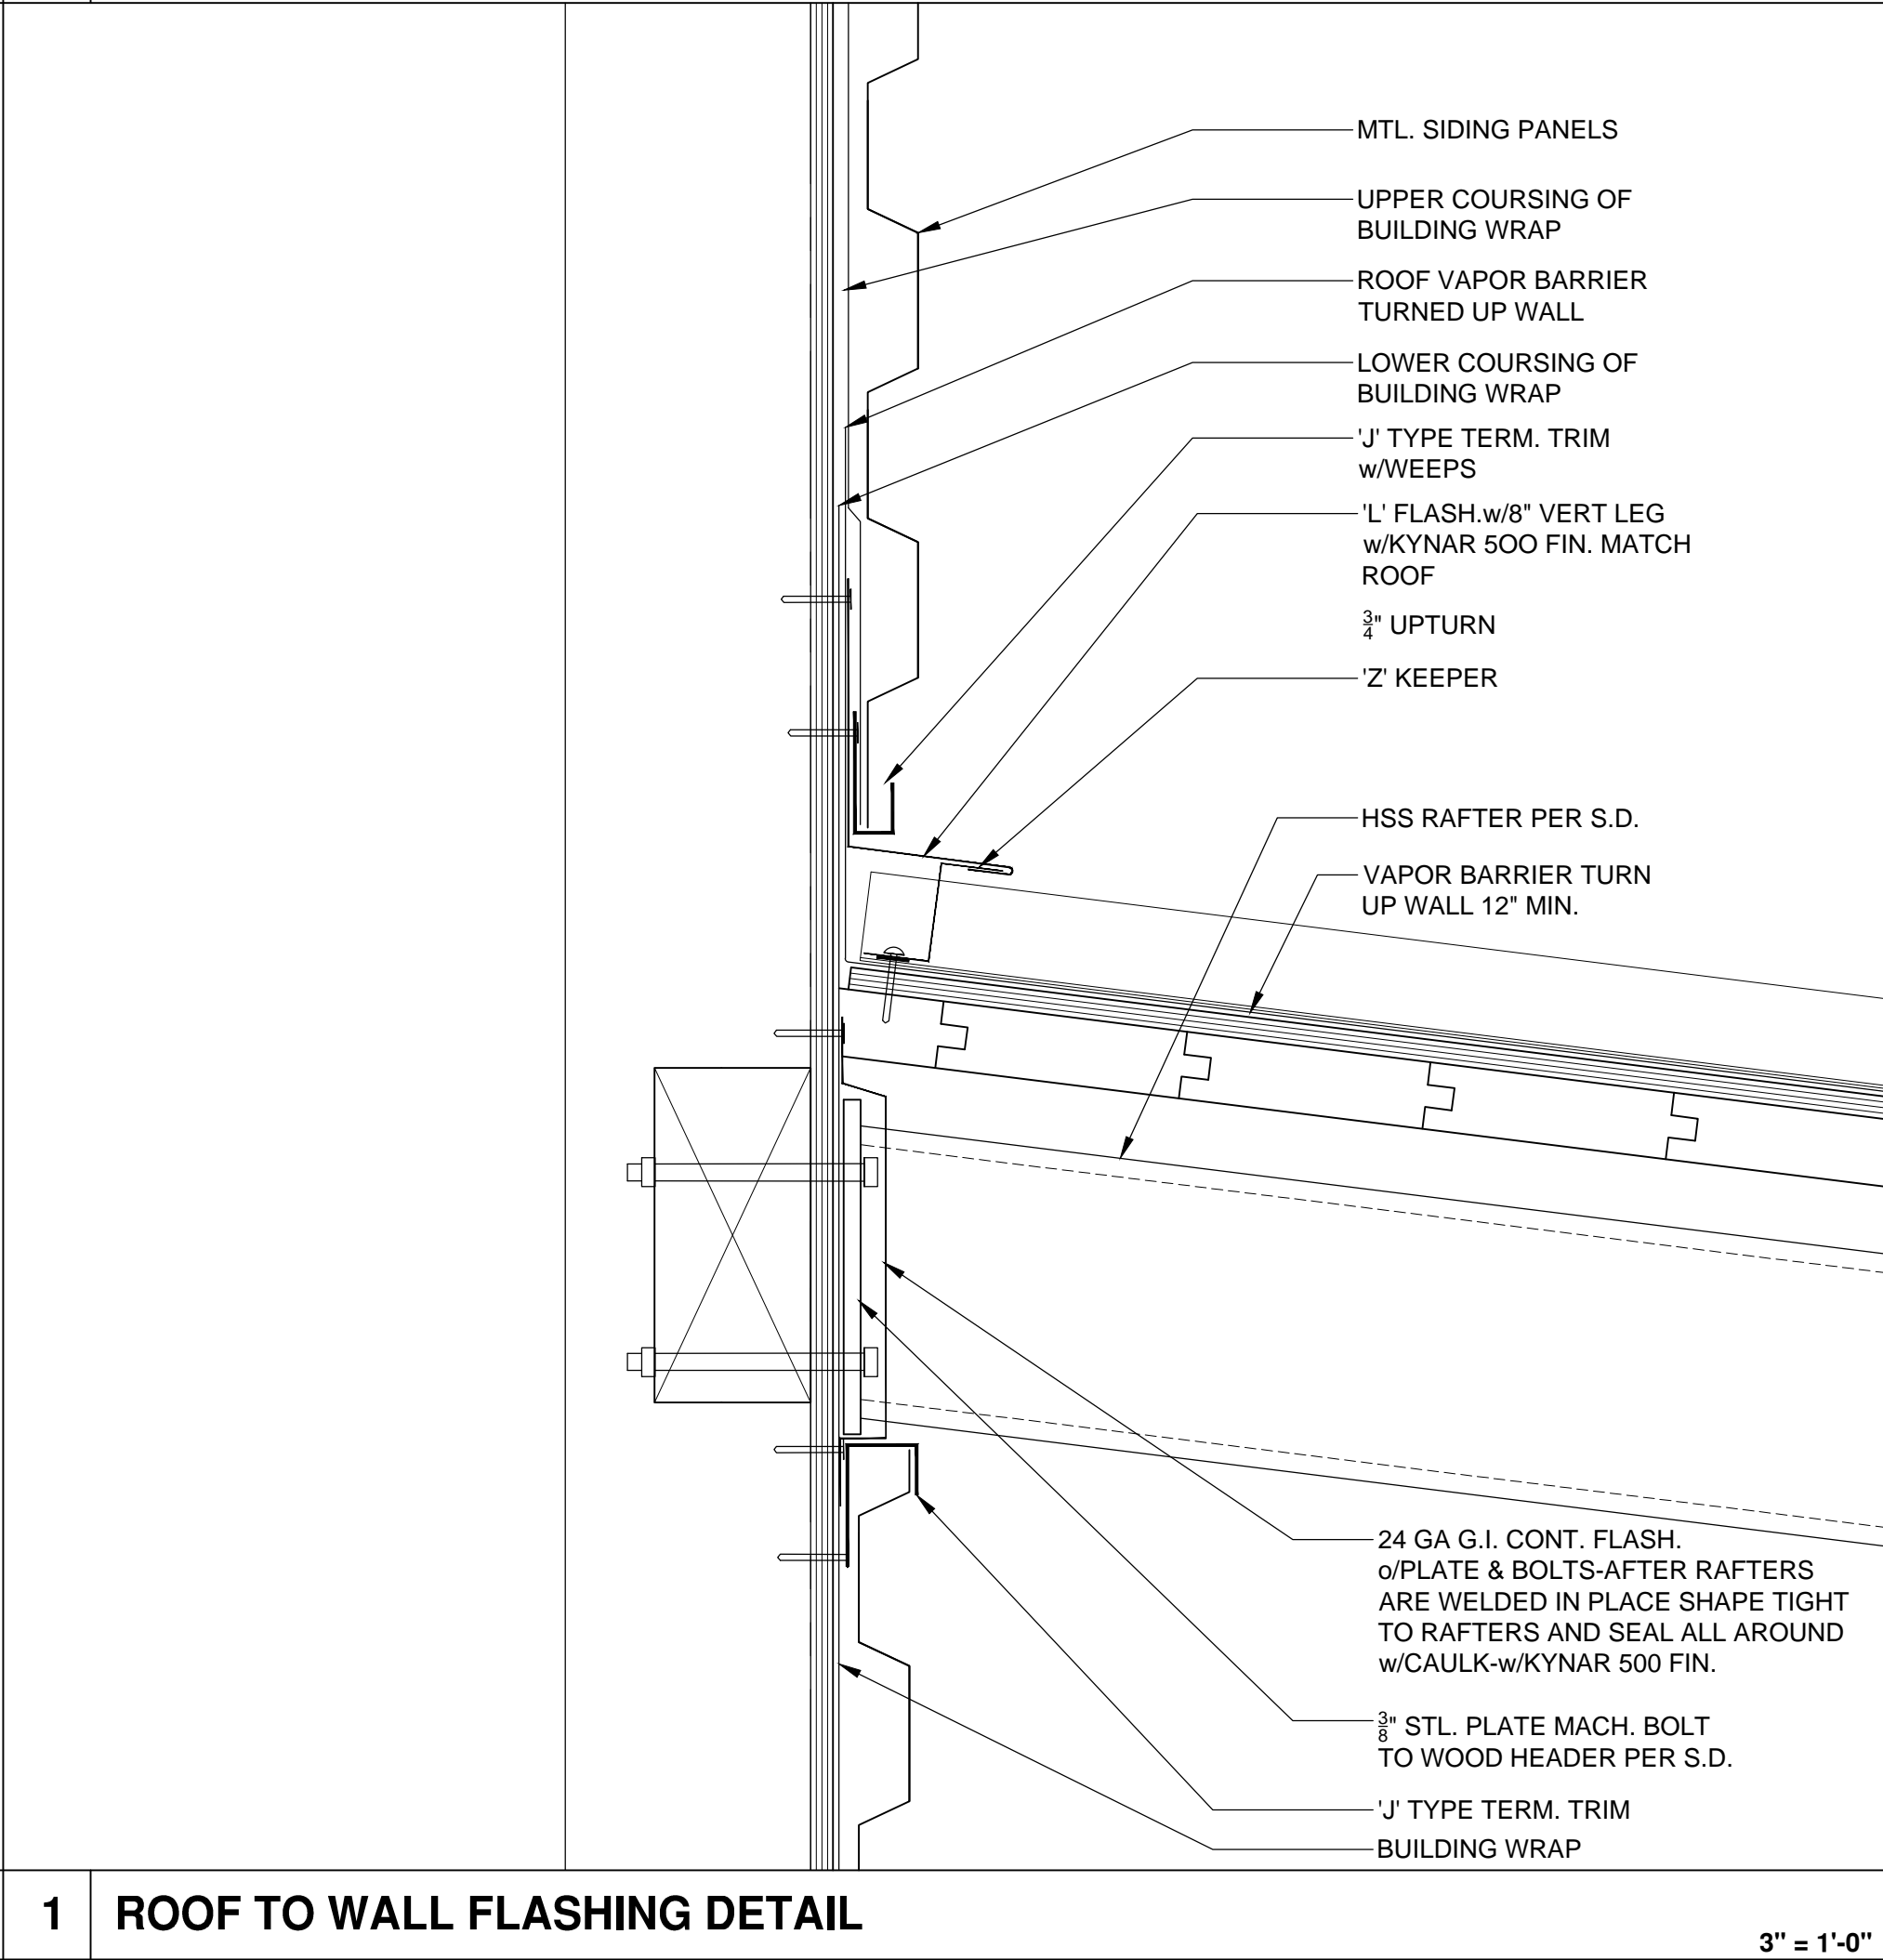 MTL. SIDING PANELS
UPPER COURSING OF
BUILDING WRAP
ROOF VAPOR BARRIER
TURNED UP WALL
LOWER COURSING OF
BUILDING WRAP
'J' TYPE TERM. TRIM
w/WEEPS
'L' FLASH.w/8" VERT LEG
w/KYNAR 5OO FIN. MATCH
ROOF
3/4" UPTURN
'Z' KEEPER
HSS RAFTER PER S.D.
VAPOR BARRIER TURN
UP WALL 12" MIN.
24 GA G.I. CONT. FLASH.
o/PLATE & BOLTS-AFTER RAFTERS
ARE WELDED IN PLACE SHAPE TIGHT
TO RAFTERS AND SEAL ALL AROUND
w/CAULK-w/KYNAR 500 FIN.
3/8" STL. PLATE MACH. BOLT
TO WOOD HEADER PER S.D.
'J' TYPE TERM. TRIM
BUILDING WRAP
1 ROOF TO WALL FLASHING DETAIL
3" = 1'-0"